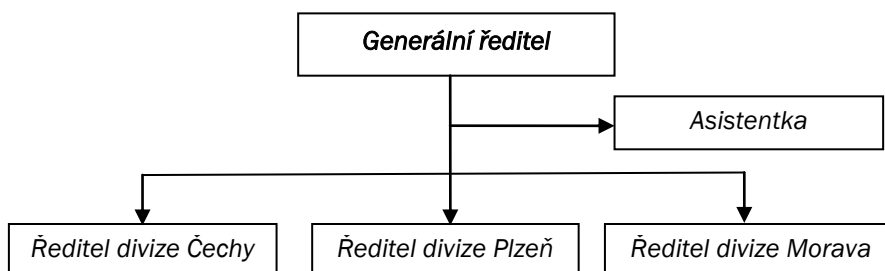 Generální ředitel
Asistentka
Ředitel divize Čechy
Ředitel divize Plzeň
Ředitel divize Morava